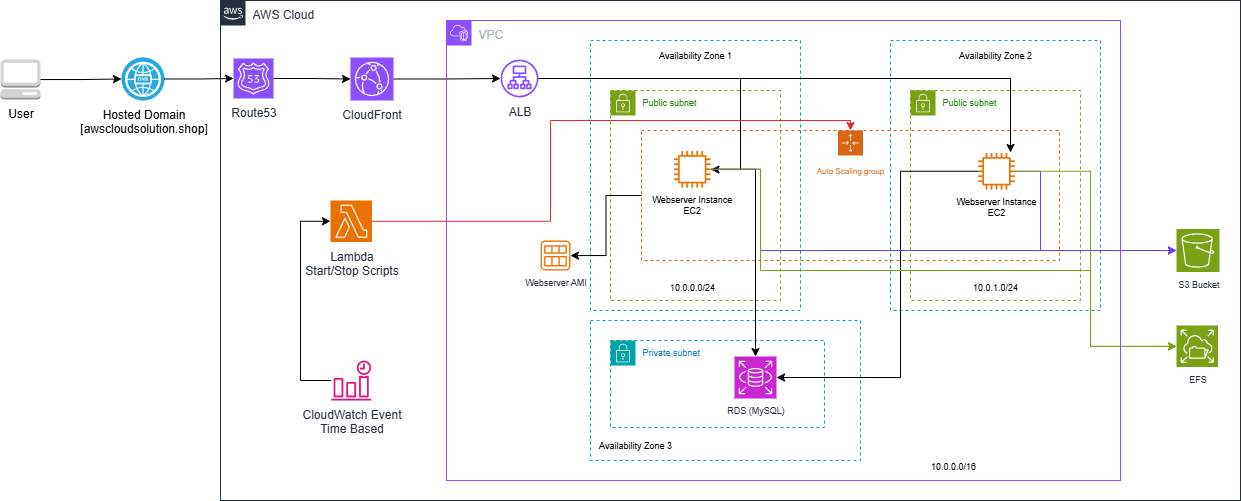 aws
AWS Cloud
VPC
Availability Zone 1
Availability Zone 2
53
DNS
User
Hosted Domain
[awscloudsolution.shop]
Route53
CloudFront
ALB
Public subnet
Public subnet
Auto Scaling group
Webserver Instance
EC2
Webserver Instance
EC2
Lambda
Start/Stop Scripts
Webserver AMI
10.0.0.0/24
10.0.1.0/24
S3 Bucket
Private subnet
EFS
RDS (MySQL)
CloudWatch Event
Time Based
Availability Zone 3
10.0.0.0/16